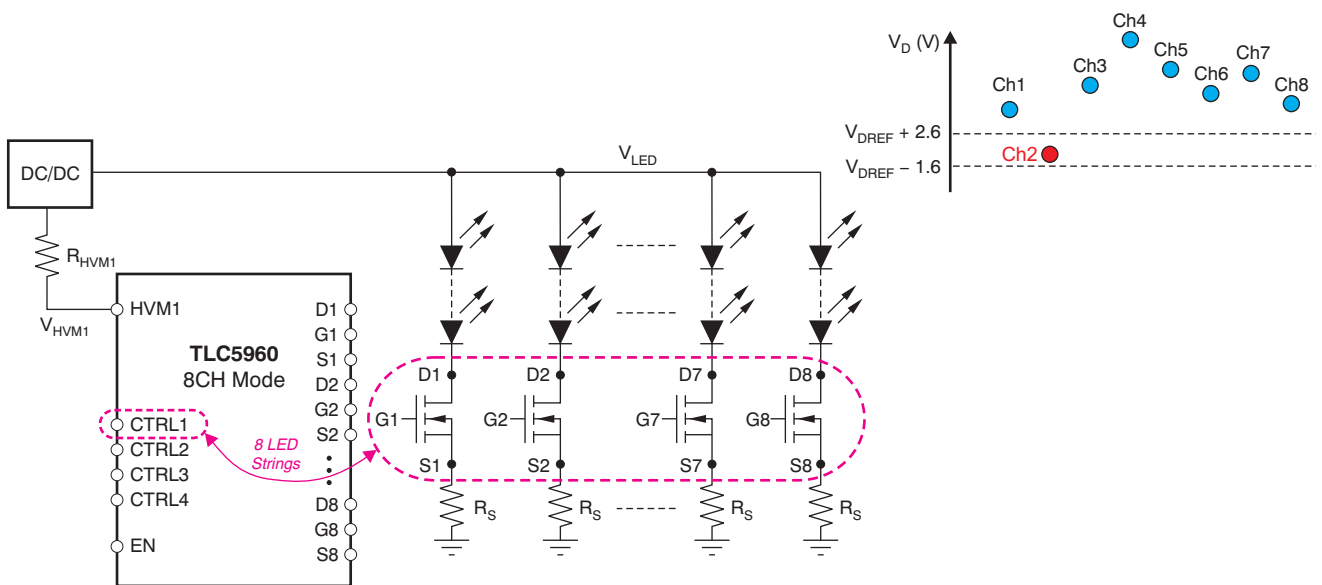 V_D (V)
Ch1
Ch2
Ch3
Ch4
Ch5
Ch6
Ch7
Ch8
V_DREF + 2.6
V_DREF − 1.6
DC/DC
V_LED
R_HVM1
V_HVM1
HVM1
TLC5960
8CH Mode
CTRL1
CTRL2
CTRL3
CTRL4
EN
D1
G1
S1
D2
G2
S2
D8
G8
S8
8 LED
Strings
D1
D2
D7
D8
G1
G2
G7
G8
S1
S2
S7
S8
R_S
R_S
R_S
R_S